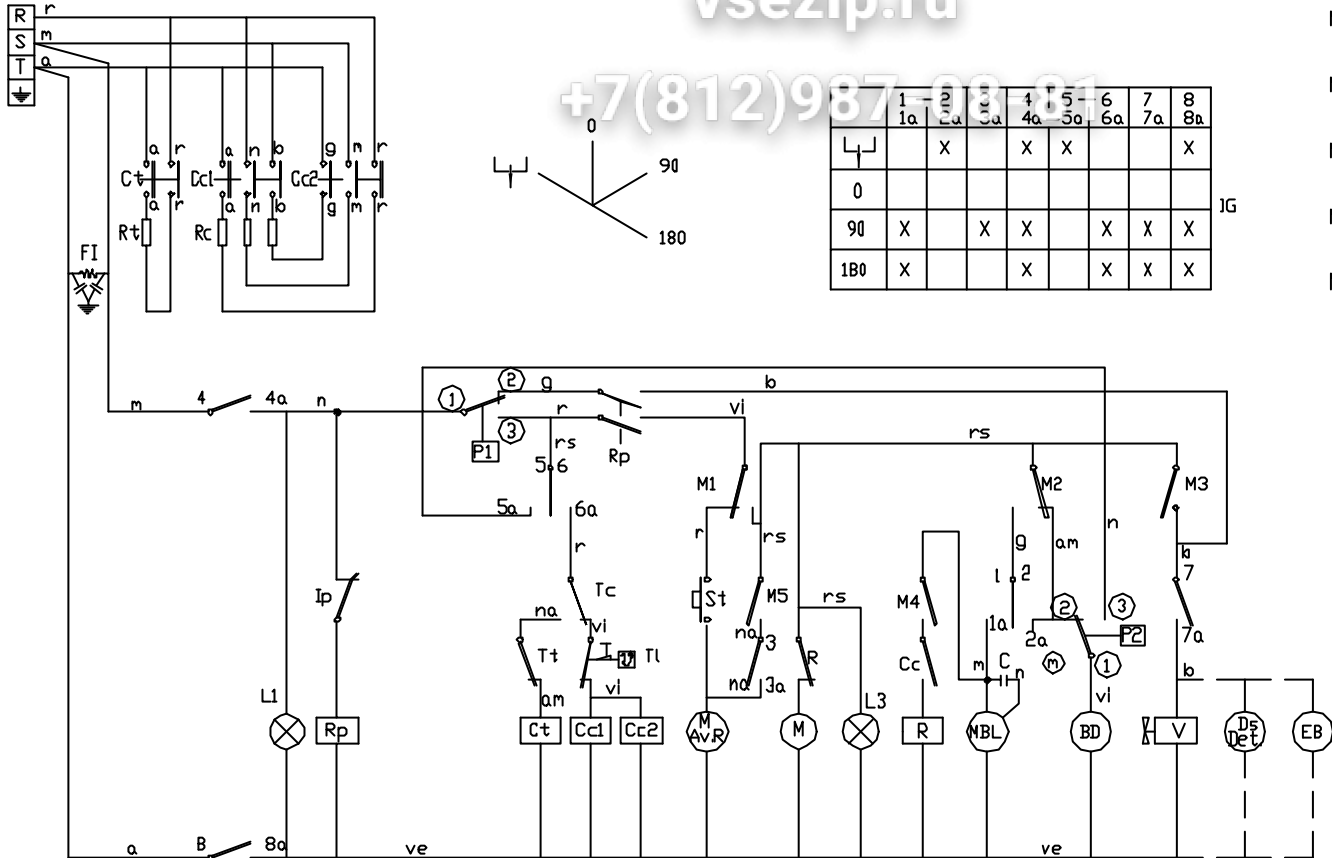 vsezip.ru
+7(812)987-08-81
R r
S m
T a
1 2 3 4 5 6 7 8
1a 2a 3a 4a 5a 6a 7a 8a
X X X X
0
90 X X X X X X
1B0 X X X X X
IG
0
90
180
a r a n b g m r
Ct Cc1 Cc2
a r a n b g m r
Rt Rc
FI
m 4 4a n 1 2 g b
3 r vi
P1 rs Rp rs
5 6 M1 M2 M3
5a 6a n
r r rs g am b
Ip Tc St M5 rs M4 1 2 7
na vi na 3 1a 2a 2 3 P2 7a
Tt T Tl R Cc m C n m 1
am vi na 3a vi b
L1 L3
Rp Ct Cc1 Cc2 M Av.R M R MBL BD V Ds Det. EB
a B 8a ve ve